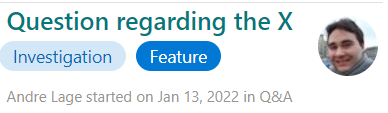 Question regarding the X
Investigation Feature
Andre Lage started on Jan 13, 2022 in Q&A